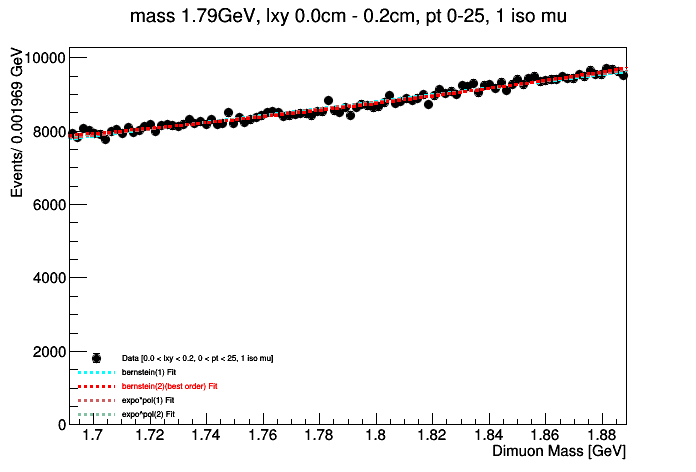 mass 1.79GeV, lxy 0.0cm - 0.2cm, pt 0-25, 1 iso mu
Events/ 0.001969 GeV
10000
8000
6000
4000
2000
0
Data [0.0 < lxy < 0.2, 0 < pt < 25, 1 iso mu]
bernstein(1) Fit
bernstein(2)(best order) Fit
expo*pol(1) Fit
expo*pol(2) Fit
1.7 1.72 1.74 1.76 1.78 1.8 1.82 1.84 1.86 1.88
Dimuon Mass [GeV]